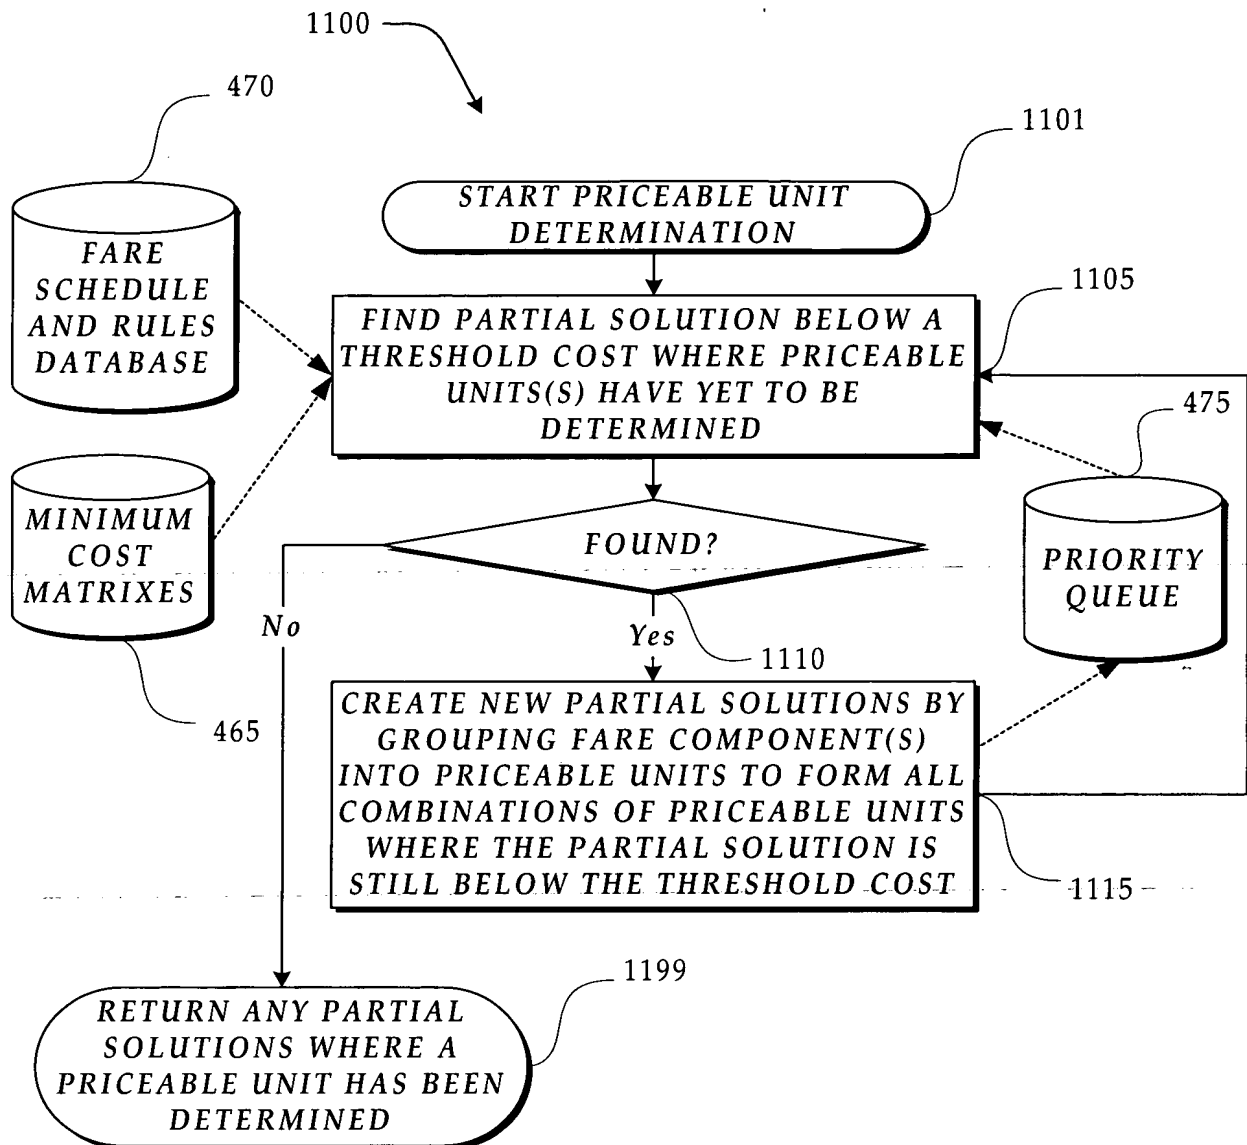 1100
470
1101
START PRICEABLE UNIT
DETERMINATION
FARE
SCHEDULE
AND RULES
DATABASE
1105
FIND PARTIAL SOLUTION BELOW A
THRESHOLD COST WHERE PRICEABLE
UNITS(S) HAVE YET TO BE
DETERMINED
475
MINIMUM
COST
MATRIXES
FOUND?
PRIORITY
QUEUE
No
Yes
1110
465
CREATE NEW PARTIAL SOLUTIONS BY
GROUPING FARE COMPONENT(S)
INTO PRICEABLE UNITS TO FORM ALL
COMBINATIONS OF PRICEABLE UNITS
WHERE THE PARTIAL SOLUTION IS
STILL BELOW THE THRESHOLD COST
1115
1199
RETURN ANY PARTIAL
SOLUTIONS WHERE A
PRICEABLE UNIT HAS BEEN
DETERMINED